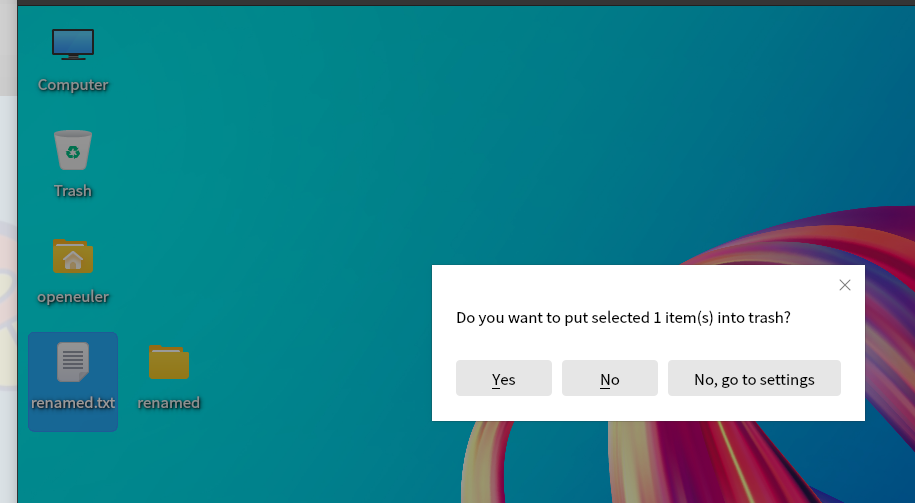 Computer
Trash
openeuler
renamed.txt
renamed
Do you want to put selected 1 item(s) into trash?
Yes
No
No, go to settings